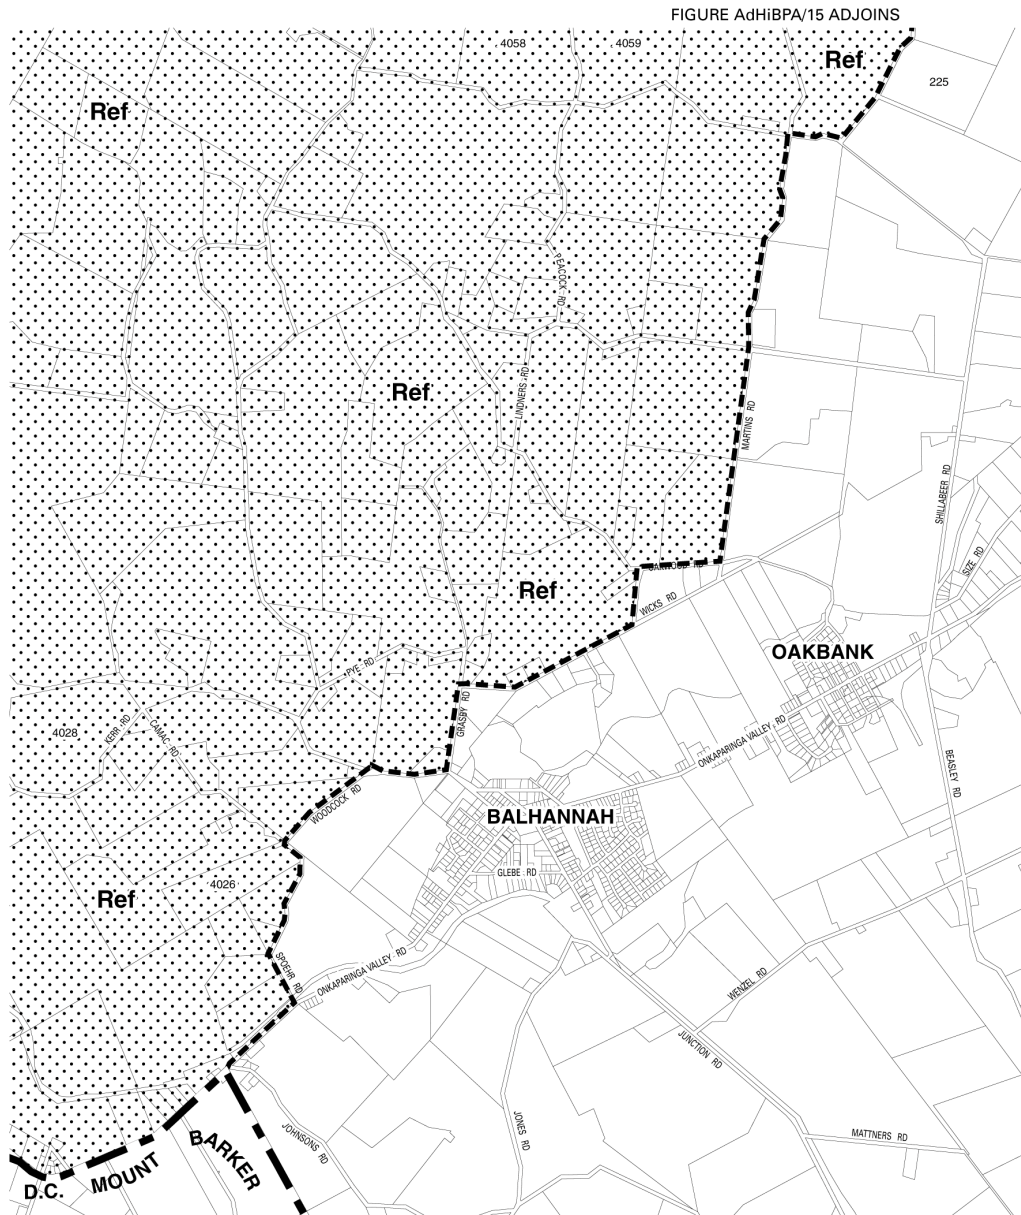 FIGURE AdHiBPA/15 ADJOINS
4058
4059
Ref
225
Ref
PEACOCK RD
Ref
LINDNERS RD
MARTINS RD
SHILLABEER RD
SIZE RD
OAKWOOD RD
Ref
WICKS RD
OAKBANK
PYE RD
GRASBY RD
4028
KERR RD
CAMAC RD
ONKAPARINGA VALLEY RD
BEASLEY RD
WOODCOCK RD
BALHANNAH
GLEBE RD
4026
Ref
SPOEHR RD
ONKAPARINGA VALLEY RD
WENZEL RD
JUNCTION RD
JOHNSONS RD
JONES RD
MATTNERS RD
D.C. MOUNT BARKER